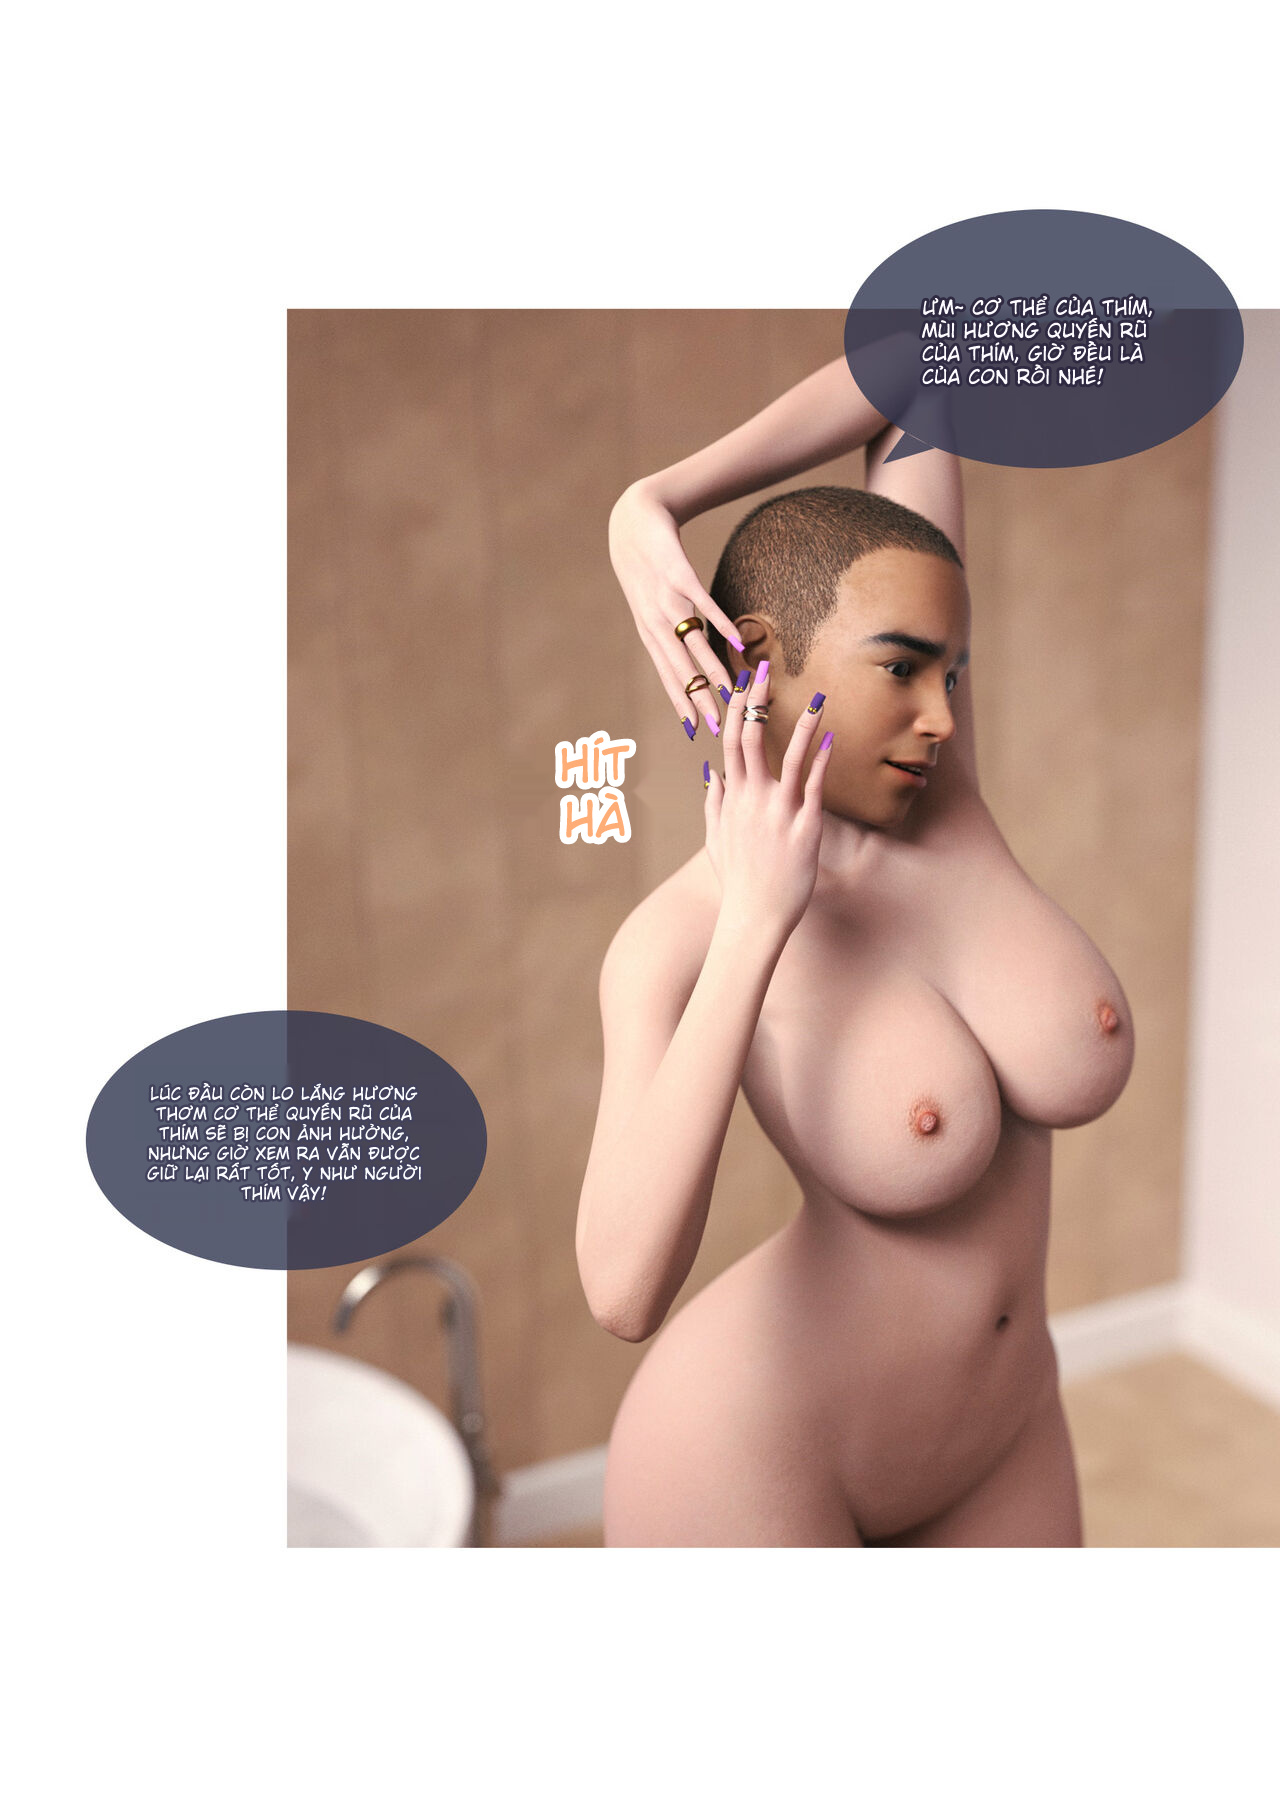 ƯM~ CƠ THỂ CỦA THÍM,
MÙI HƯƠNG QUYẾN RŨ
CỦA THÍM, GIỜ ĐỀU LÀ
CỦA CON RỒI NHÉ!
HÍT
HÀ
LÚC ĐẦU CÒN LO LẮNG HƯƠNG
THƠM CƠ THỂ QUYẾN RŨ CỦA
THÍM SẼ BỊ CON ẢNH HƯỞNG,
NHƯNG GIỜ XEM RA VẪN ĐƯỢC
GIỮ LẠI RẤT TỐT, Y NHƯ NGƯỜI
THÍM VẬY!